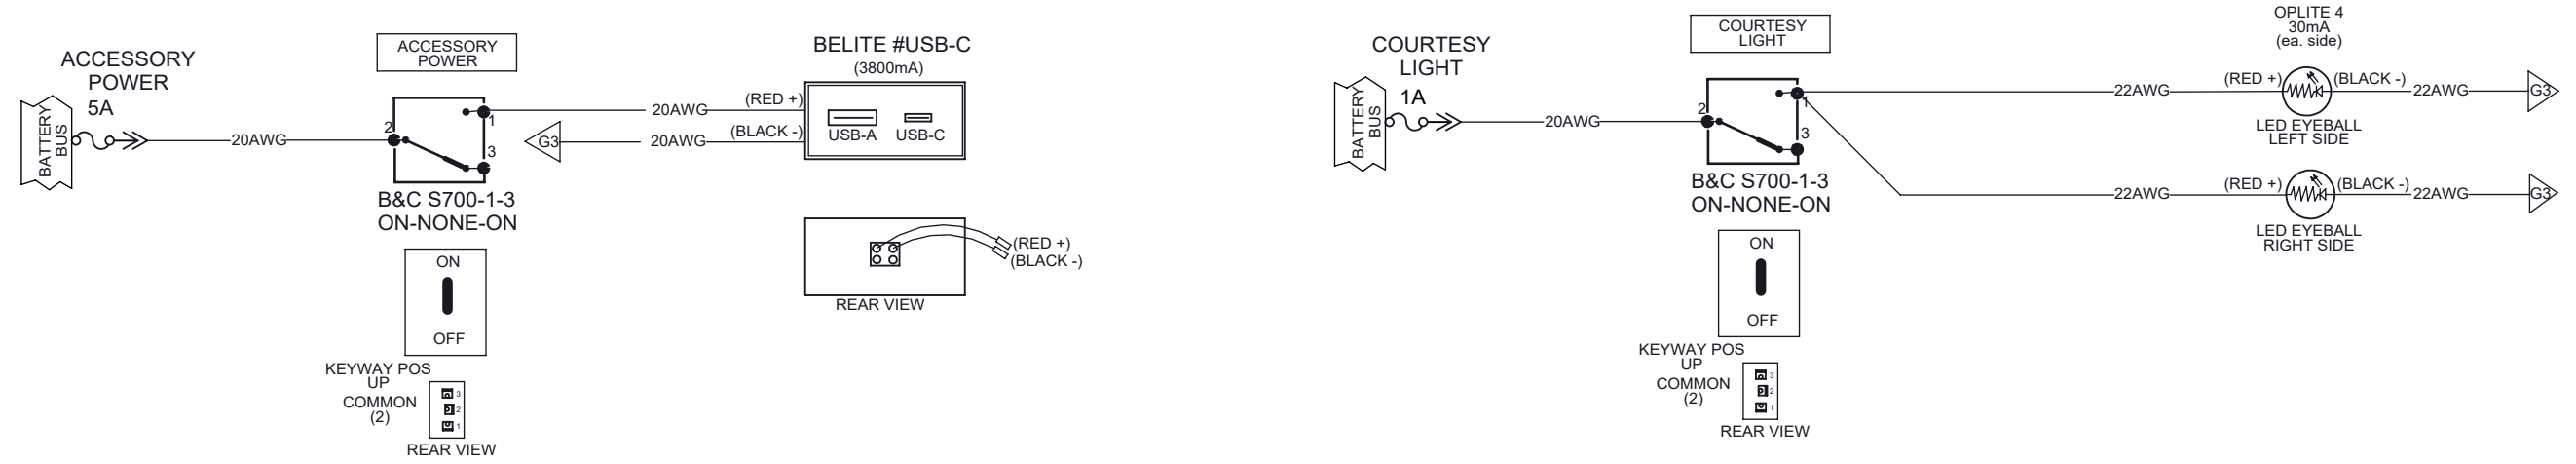 ACCESSORY
POWER
5A
BATTERY
BUS
20AWG
ACCESSORY
POWER
2
1
3
B&C S700-1-3
ON-NONE-ON
ON
OFF
KEYWAY POS
UP
COMMON
(2)
3
2
1
REAR VIEW
BELITE #USB-C
(3800mA)
20AWG
(RED +)
G3
20AWG
(BLACK -)
USB-A
USB-C
(RED +)
(BLACK -)
REAR VIEW
COURTESY
LIGHT
1A
BATTERY
BUS
20AWG
COURTESY
LIGHT
2
1
3
B&C S700-1-3
ON-NONE-ON
ON
OFF
KEYWAY POS
UP
COMMON
(2)
3
2
1
REAR VIEW
OPLITE 4
30mA
(ea. side)
22AWG
(RED +)
(BLACK -)
22AWG
G3
LED EYEBALL
LEFT SIDE
22AWG
(RED +)
(BLACK -)
22AWG
G3
LED EYEBALL
RIGHT SIDE